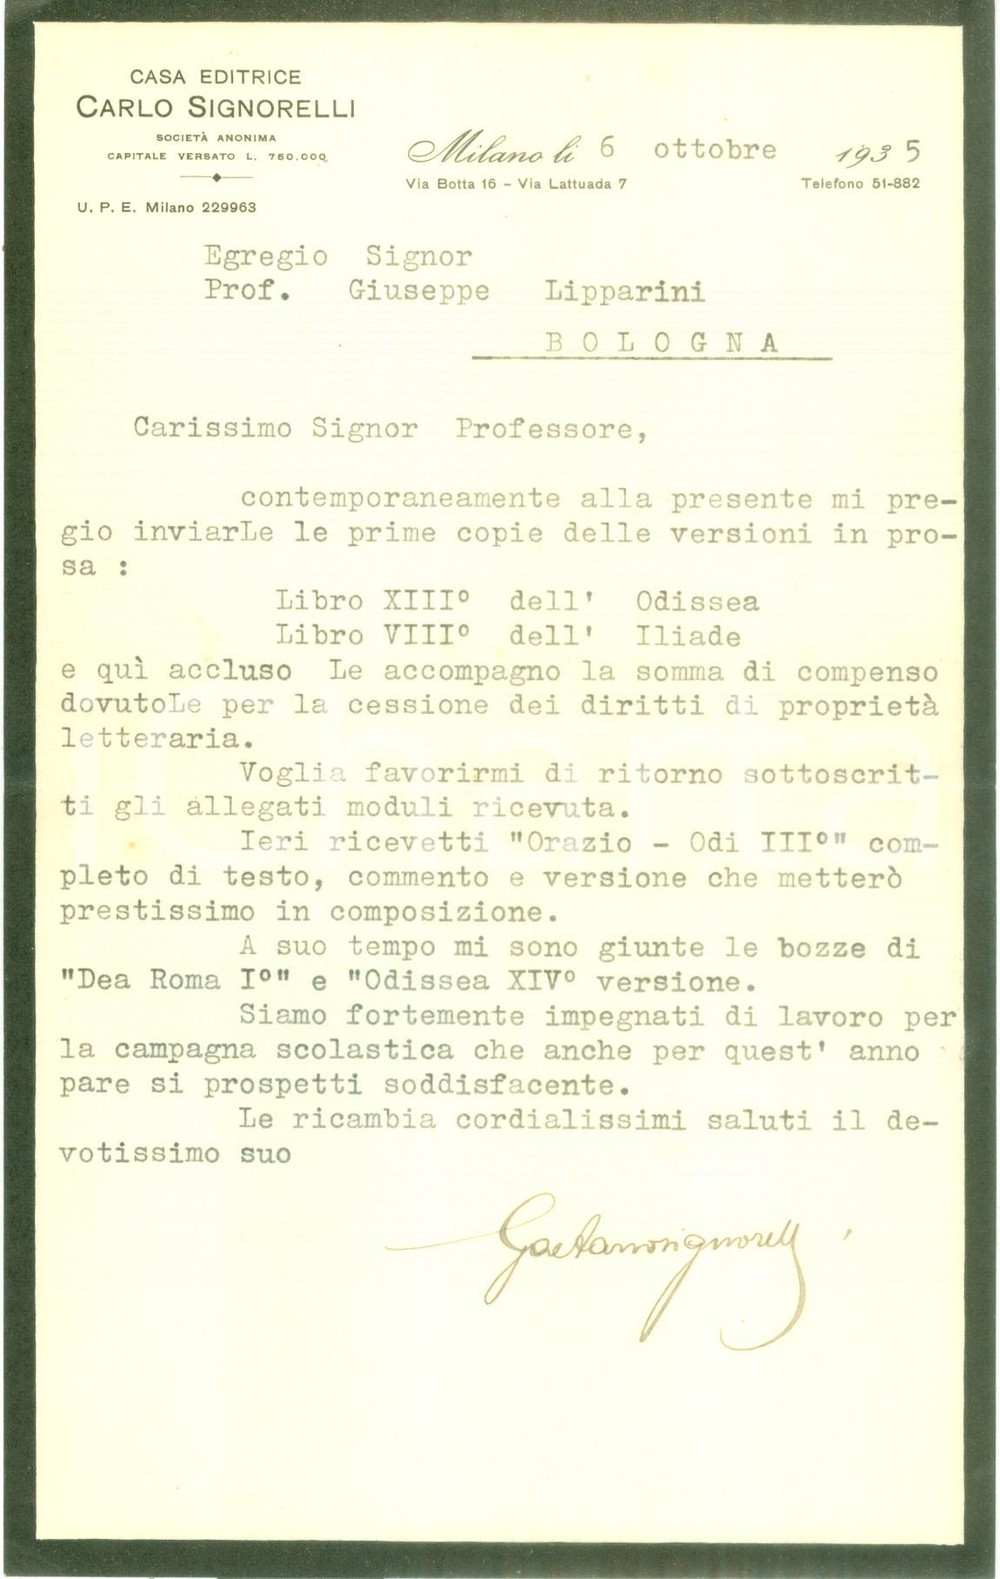 CASA EDITRICE
CARLO SIGNORELLI
SOCIETÀ ANONIMA
CAPITALE VERSATO L. 750.000
U. P. E. Milano 229963
Milano li 6 ottobre 1935
Via Botta 16 - Via Lattuada 7 Telefono 51-882
Egregio Signor
Prof. Giuseppe Lipparini
BOLOGNA
Carissimo Signor Professore,
contemporaneamente alla presente mi pre-
gio inviarLe le prime copie delle versioni in pro-
sa :
Libro XIII° dell' Odissea
Libro VIII° dell' Iliade
e quì accluso Le accompagno la somma di compenso
dovutoLe per la cessione dei diritti di proprietà
letteraria.
Voglia favorirmi di ritorno sottoscrit-
ti gli allegati moduli ricevuta.
Ieri ricevetti "Orazio - Odi III°" com-
pleto di testo, commento e versione che metterò
prestissimo in composizione.
A suo tempo mi sono giunte le bozze di
"Dea Roma I°" e "Odissea XIV° versione.
Siamo fortemente impegnati di lavoro per
la campagna scolastica che anche per quest' anno
pare si prospetti soddisfacente.
Le ricambia cordialissimi saluti il de-
votissimo suo
Gaetano Signorelli